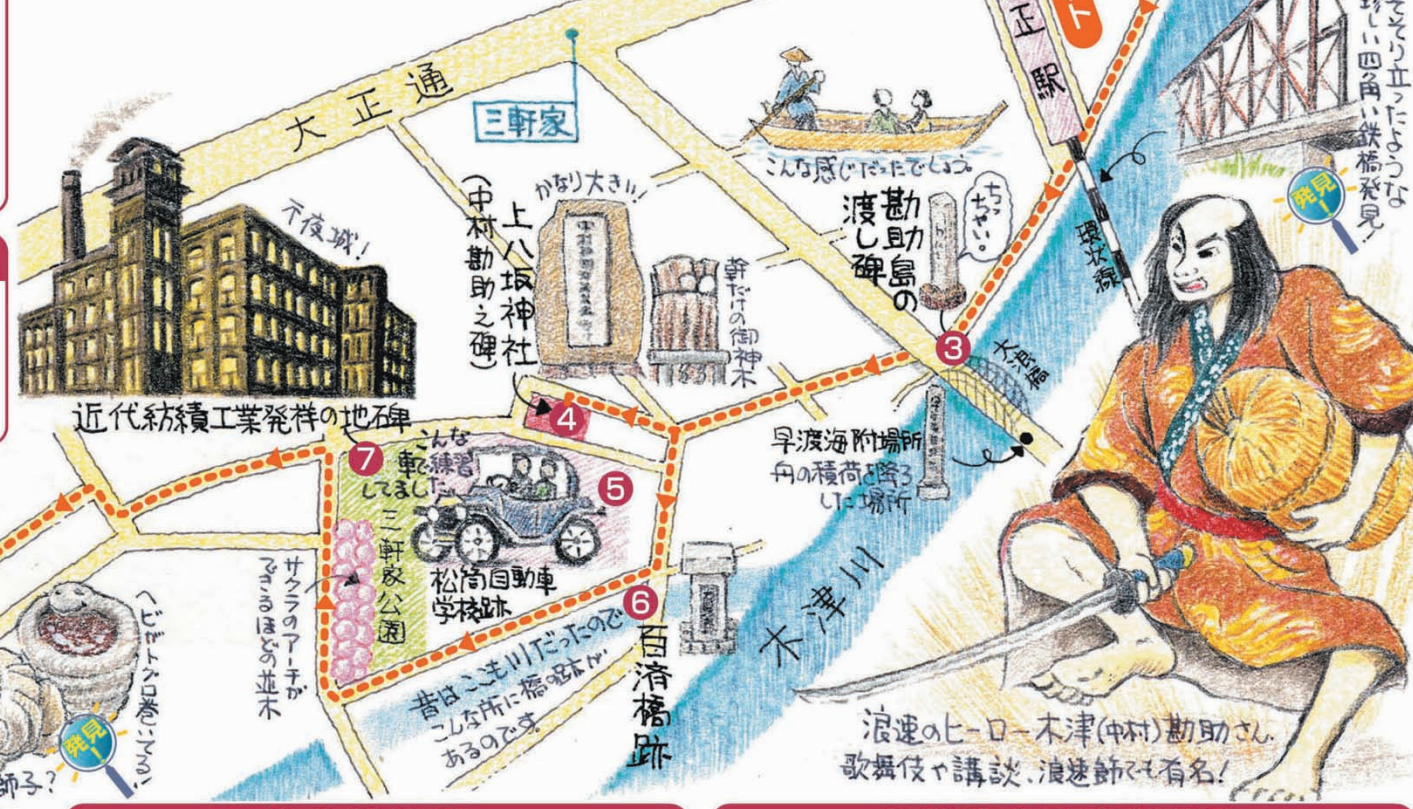 そそり立ったような
珍しい四角い鉄橋発見!
発見!
正駅
ト
大正通
三軒家
こんな感じだったでしょう。
ちっちゃい。
勘助島の
渡し碑
環状線
不夜城!
かなり大きい!
上八坂神社
(中村勘助之碑)
幹だけの御神木
3
大浪橋
近代紡績工業発祥の地碑
4
7
こんな
車で練習
してました
5
早渡海附場所
舟の積荷を降ろ
した場所
三軒家公園
松筒自動車
学校跡
サクラのアーチが
できるほどの並木
6
百済橋跡
木津川
昔はここも川だったので
こんな所に橋の跡が
あるのです。
ヘビがトグロ巻いてる!
発見!
師子?
浪速のヒーロー木津(中村)勘助さん。
歌舞伎や講談、浪速節でも有名!